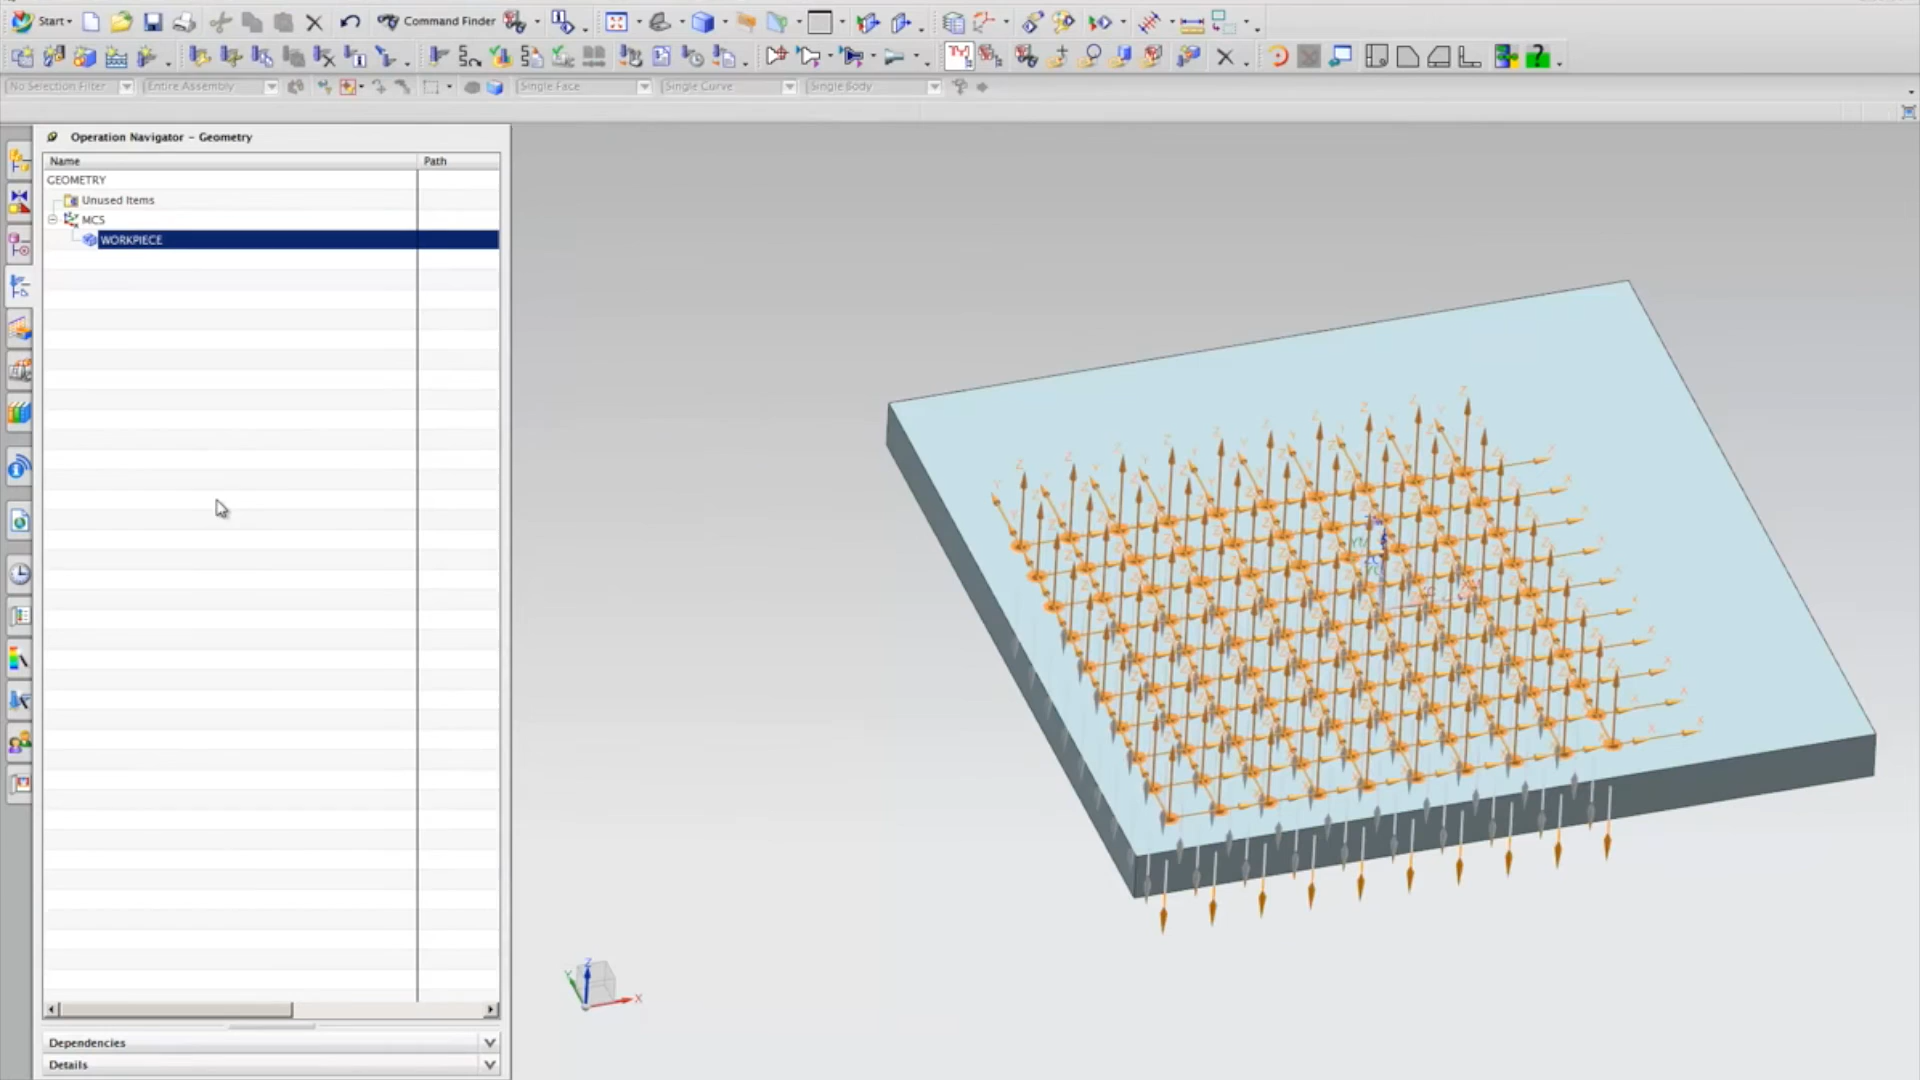 Start
Command Finder
No Selection Filter
Entire Assembly
Single Face
Single Curve
Single Body
Operation Navigator - Geometry
Name
Path
GEOMETRY
Unused Items
MCS
WORKPIECE
Dependencies
Details
Z
Y
X